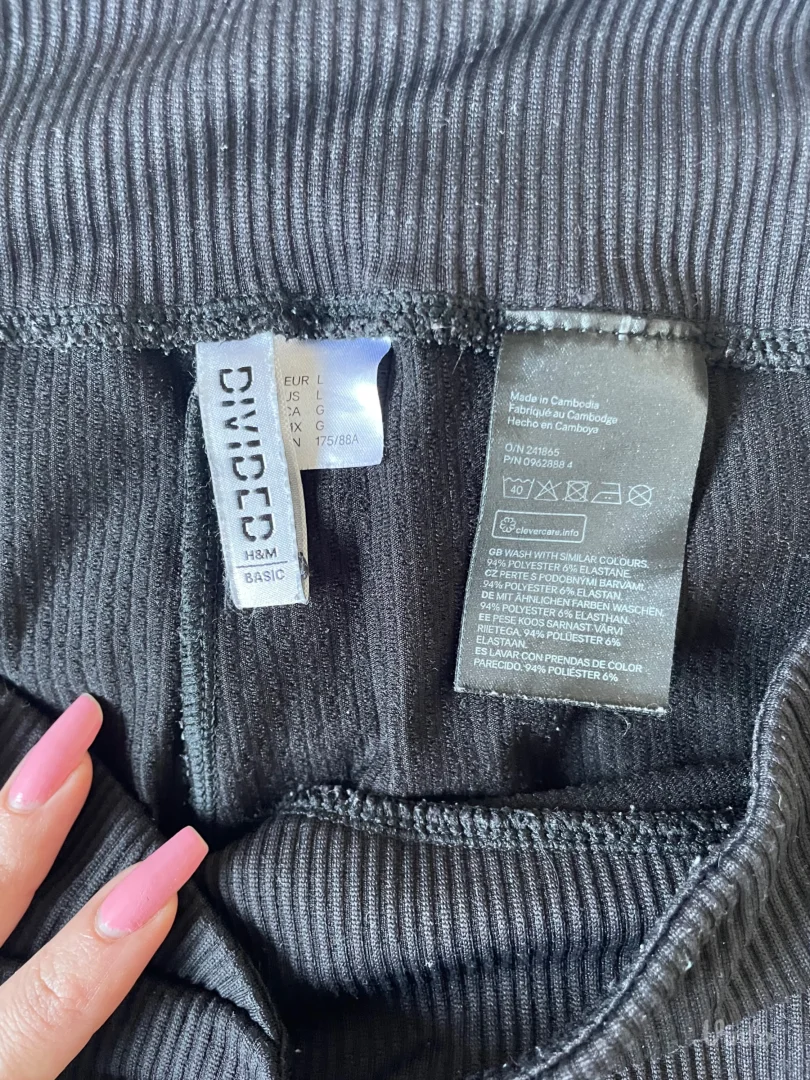 DIVIDED
H&M
BASIC
EUR L
US L
CA G
MX G
CN 175/88A
Made in Cambodia
Fabriqué au Cambodge
Hecho en Camboya
O/N 241865
P/N 0962888 4
40
clevercare.info
GB WASH WITH SIMILAR COLOURS.
94% POLYESTER 6% ELASTANE
CZ PERTE S PODOBNÝMI BARVAMI.
94% POLYESTER 6% ELASTAN.
DE MIT ÄHNLICHEN FARBEN WASCHEN.
94% POLYESTER 6% ELASTHAN.
EE PESE KOOS SARNAST VÄRVI
RIIETEGA, 94% POLÜESTER 6%
ELASTAAN.
ES LAVAR CON PRENDAS DE COLOR
PARECIDO. 94% POLIÉSTER 6%